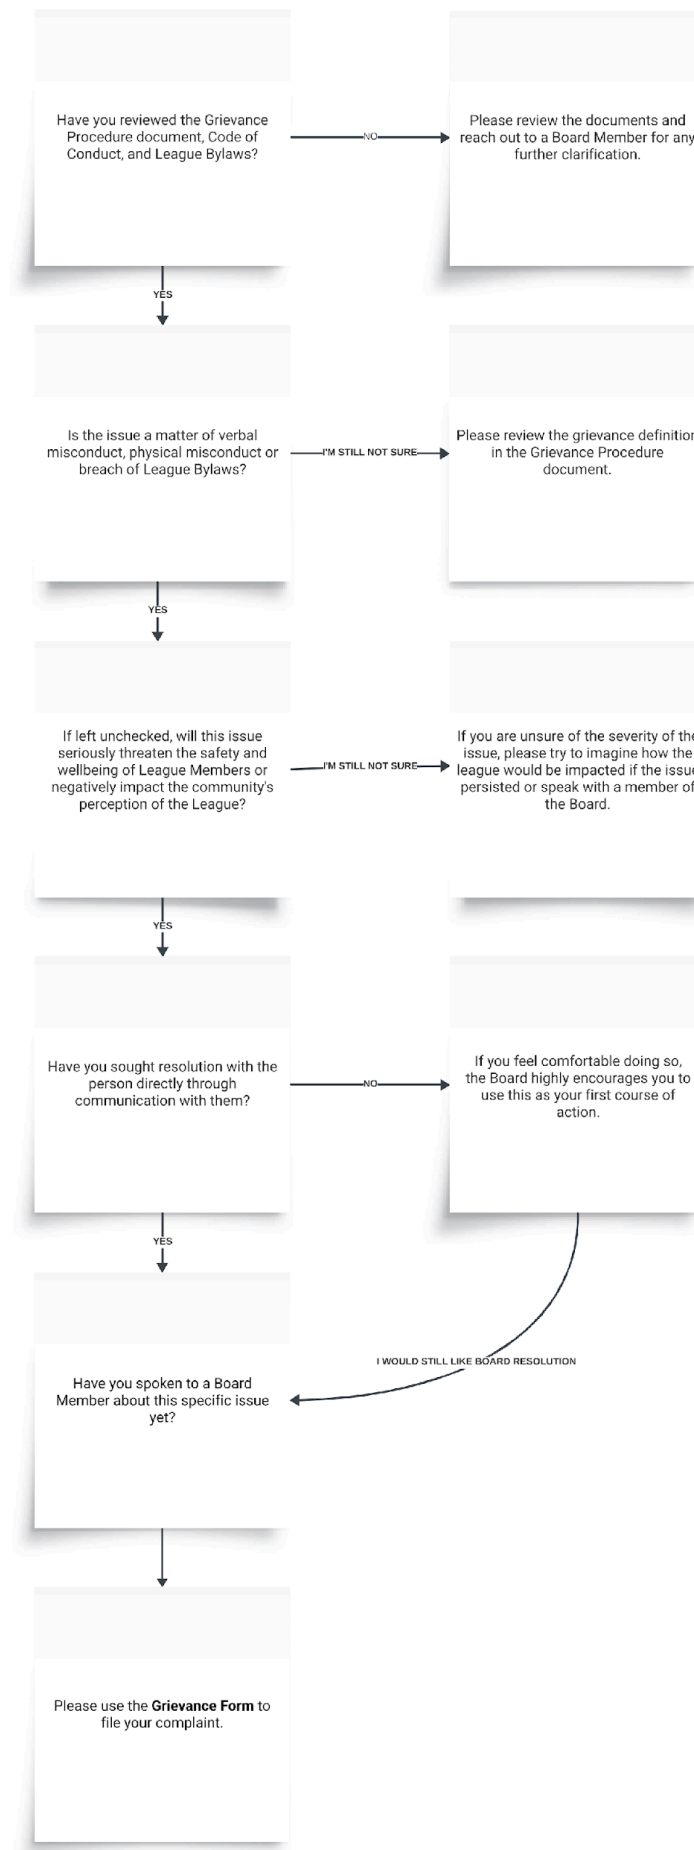 Have you reviewed the Grievance
Procedure document, Code of
Conduct, and League Bylaws?
NO
Please review the documents and
reach out to a Board Member for any
further clarification.
YES
Is the issue a matter of verbal
misconduct, physical misconduct or
breach of League Bylaws?
I'M STILL NOT SURE
Please review the grievance definition
in the Grievance Procedure
document.
YES
If left unchecked, will this issue
seriously threaten the safety and
wellbeing of League Members or
negatively impact the community's
perception of the League?
I'M STILL NOT SURE
If you are unsure of the severity of the
issue, please try to imagine how the
league would be impacted if the issue
persisted or speak with a member of
the Board.
YES
Have you sought resolution with the
person directly through
communication with them?
NO
If you feel comfortable doing so,
the Board highly encourages you to
use this as your first course of
action.
YES
I WOULD STILL LIKE BOARD RESOLUTION
Have you spoken to a Board
Member about this specific issue
yet?
Please use the Grievance Form to
file your complaint.